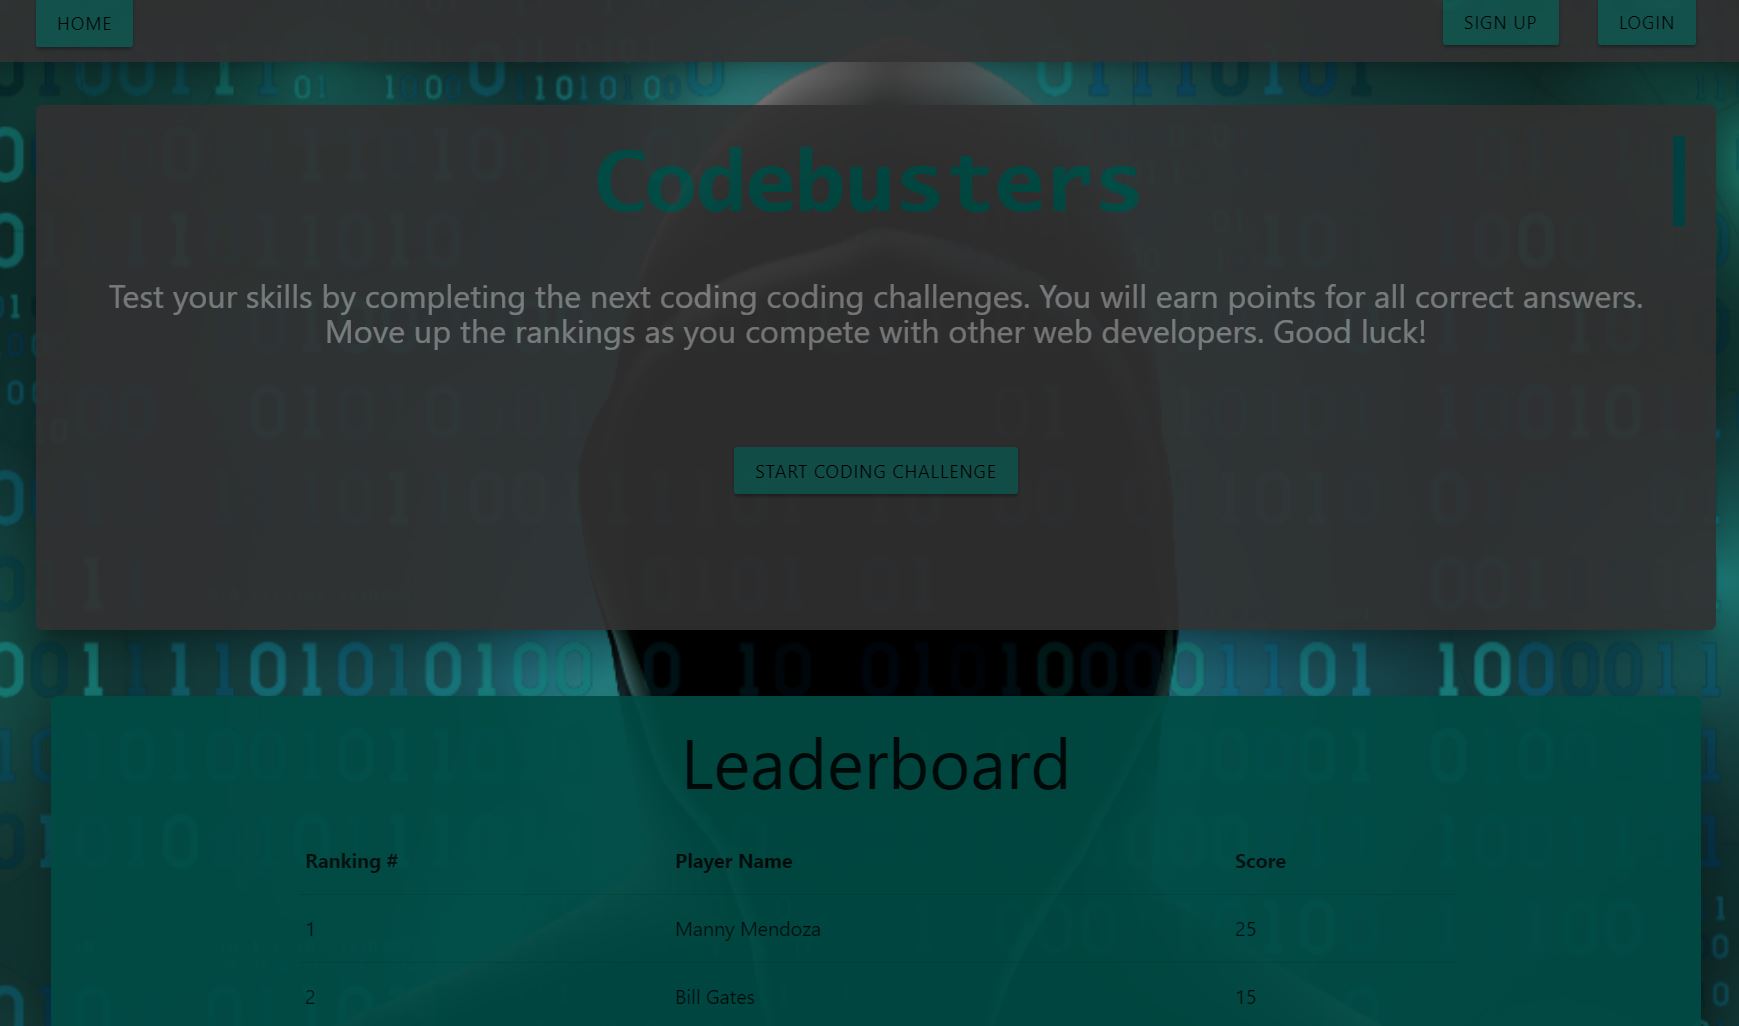 HOME SIGN UP LOGIN
Codebusters
Test your skills by completing the next coding coding challenges. You will earn points for all correct answers.
Move up the rankings as you compete with other web developers. Good luck!
START CODING CHALLENGE
Leaderboard
Ranking # Player Name Score
1 Manny Mendoza 25
2 Bill Gates 15